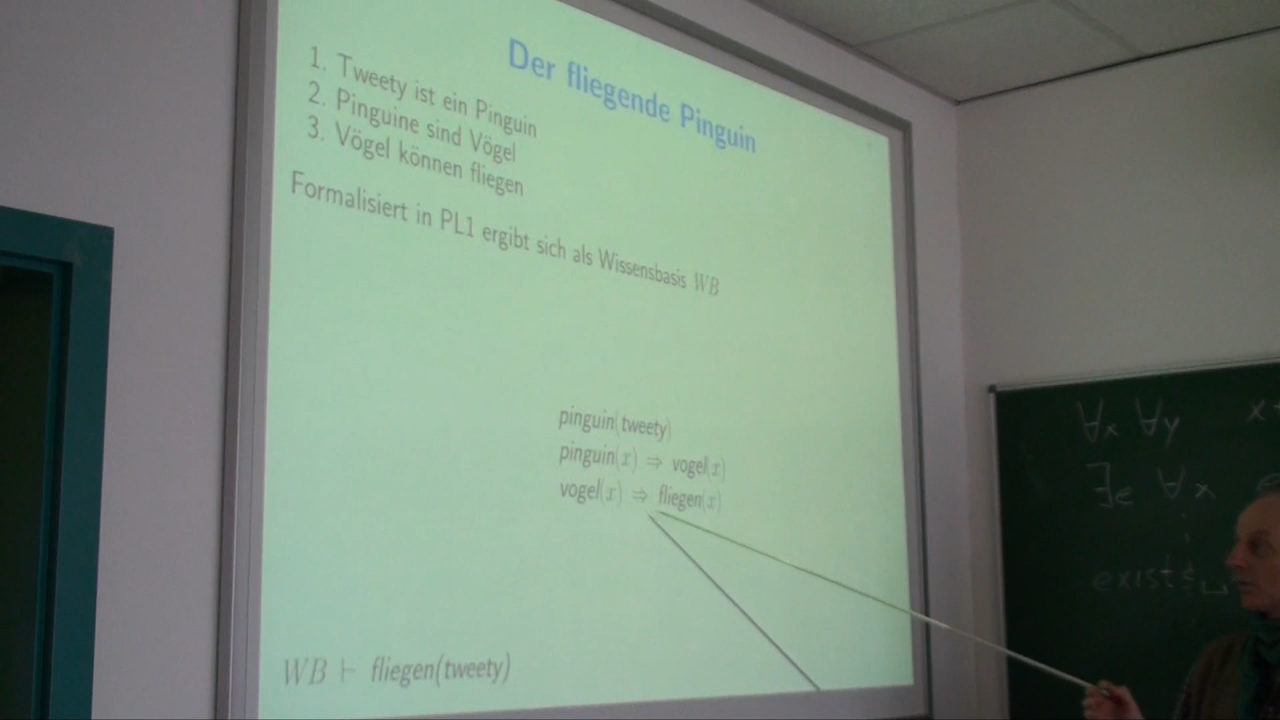 Der fliegende Pinguin
1. Tweety ist ein Pinguin
2. Pinguine sind Vögel
3. Vögel können fliegen
Formalisiert in PL1 ergibt sich als Wissensbasis WB
pinguin(tweety)
pinguin(x) ⇒ vogel(x)
vogel(x) ⇒ fliegen(x)
WB ⊢ fliegen(tweety)
∀x ∀y x
∃e ∀x e
exist